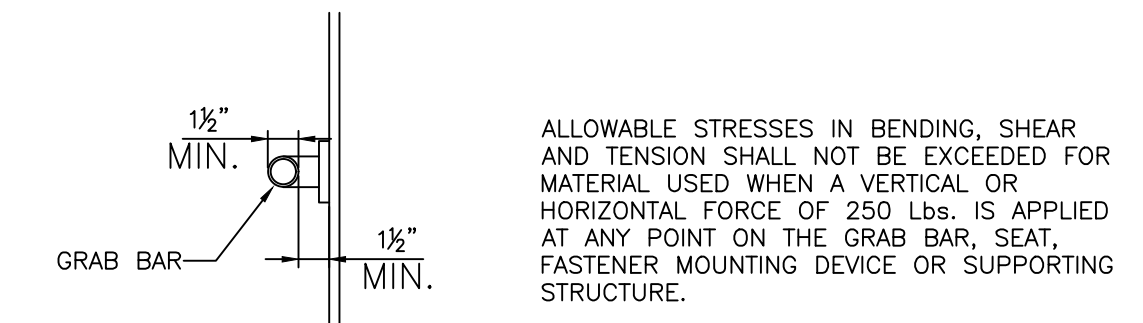 1½"
MIN.
GRAB BAR
1½"
MIN.
ALLOWABLE STRESSES IN BENDING, SHEAR
AND TENSION SHALL NOT BE EXCEEDED FOR
MATERIAL USED WHEN A VERTICAL OR
HORIZONTAL FORCE OF 250 Lbs. IS APPLIED
AT ANY POINT ON THE GRAB BAR, SEAT,
FASTENER MOUNTING DEVICE OR SUPPORTING
STRUCTURE.